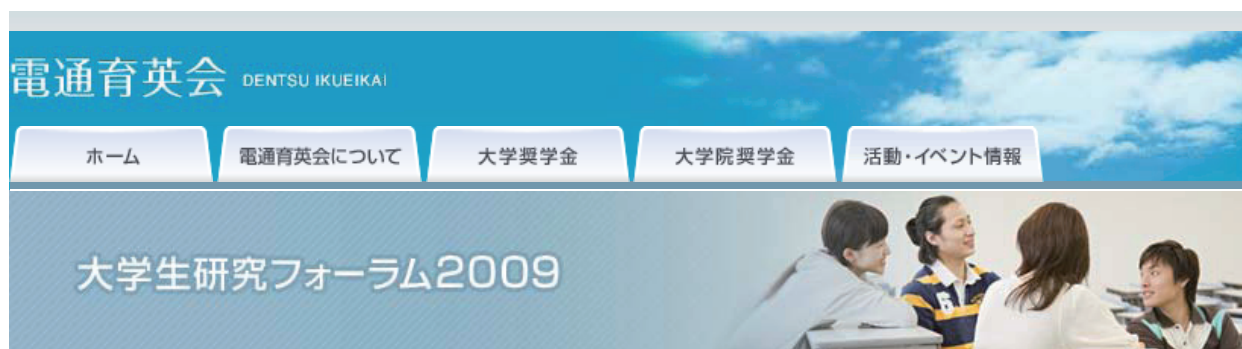 電通育英会 DENTSU IKUEIKAI
ホーム 電通育英会について 大学奨学金 大学院奨学金 活動・イベント情報
大学生研究フォーラム2009